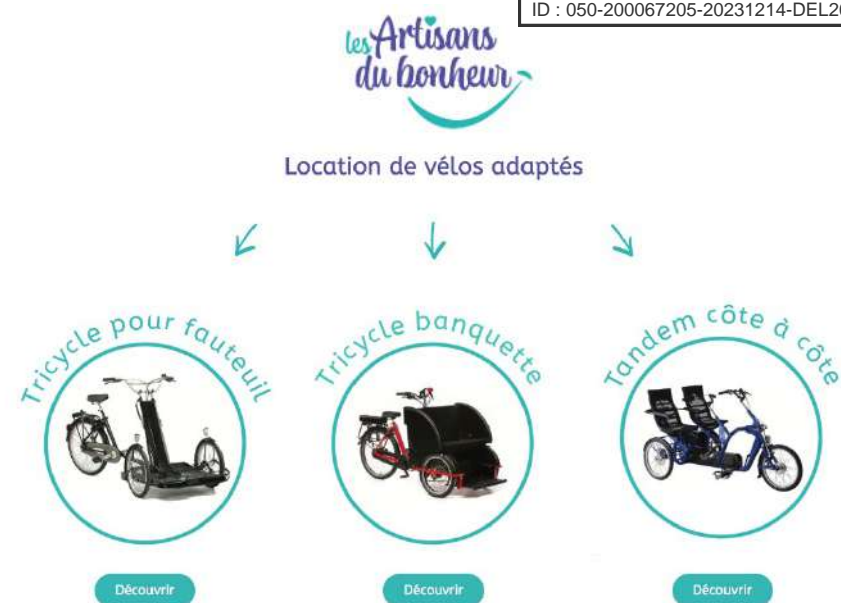 ID : 050-200067205-20231214-DEL20
les Artisans
du bonheur
Location de vélos adaptés
Tricycle pour fauteuil
Tricycle banquette
Tandem côte à côte
Découvrir
Découvrir
Découvrir